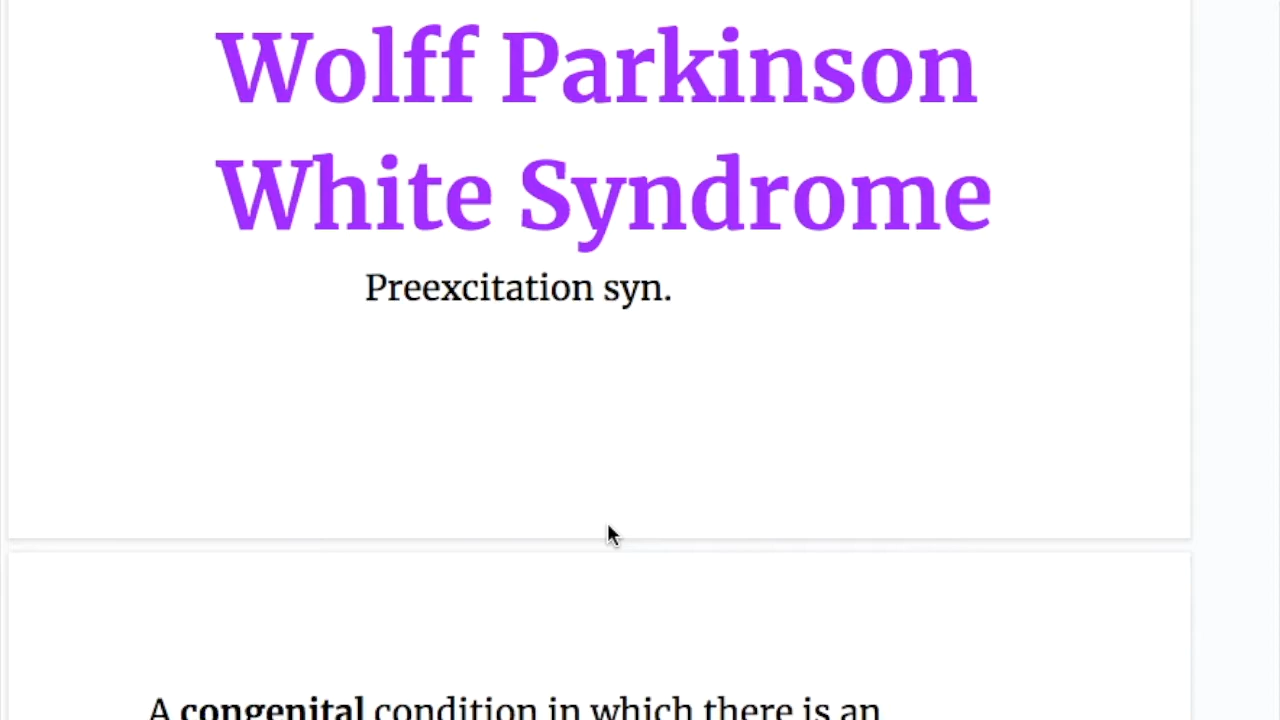 Wolff Parkinson
White Syndrome
Preexcitation syn.
A congenital condition in which there is an